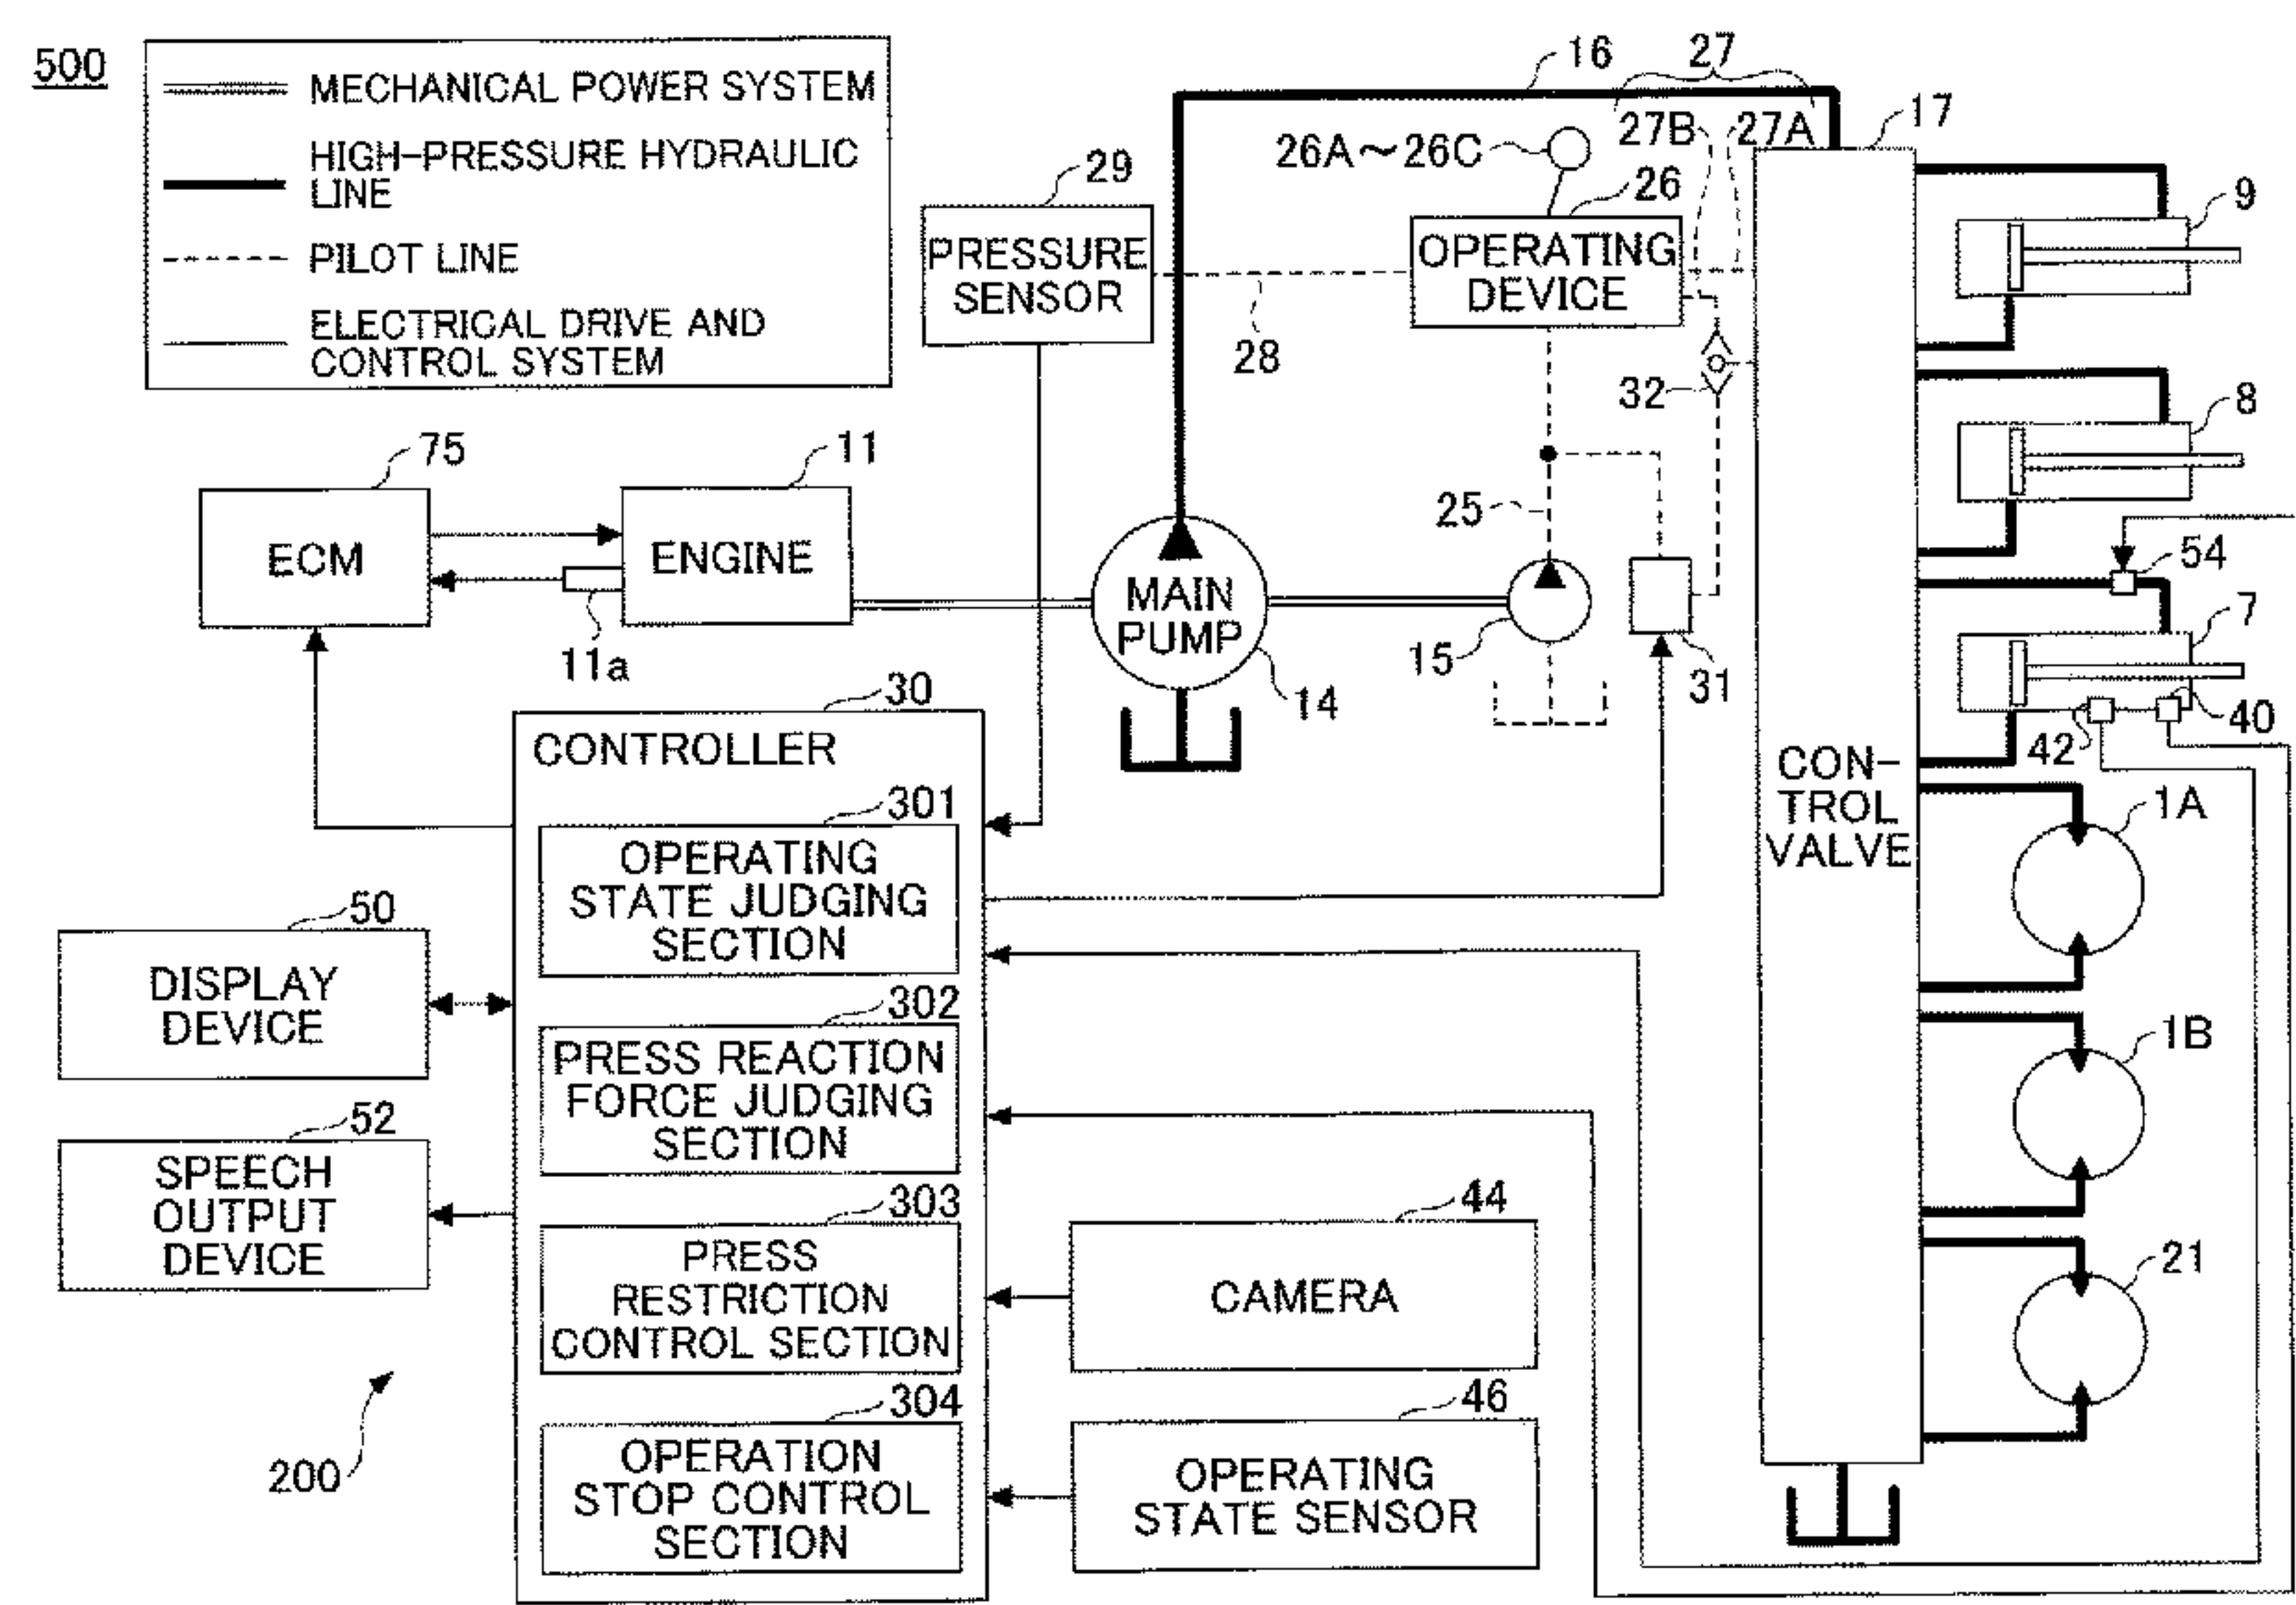 500
MECHANICAL POWER SYSTEM
HIGH-PRESSURE HYDRAULIC
LINE
PILOT LINE
ELECTRICAL DRIVE AND
CONTROL SYSTEM
16
27
27B
27A
17
26A～26C
26
29
PRESSURE
SENSOR
OPERATING
DEVICE
28
32
9
8
54
7
40
42
75
ECM
11
ENGINE
11a
MAIN
PUMP
14
25
15
31
30
CONTROLLER
301
OPERATING
STATE JUDGING
SECTION
302
PRESS REACTION
FORCE JUDGING
SECTION
303
PRESS
RESTRICTION
CONTROL SECTION
304
OPERATION
STOP CONTROL
SECTION
50
DISPLAY
DEVICE
52
SPEECH
OUTPUT
DEVICE
200
44
CAMERA
46
OPERATING
STATE SENSOR
CON-
TROL
VALVE
1A
1B
21